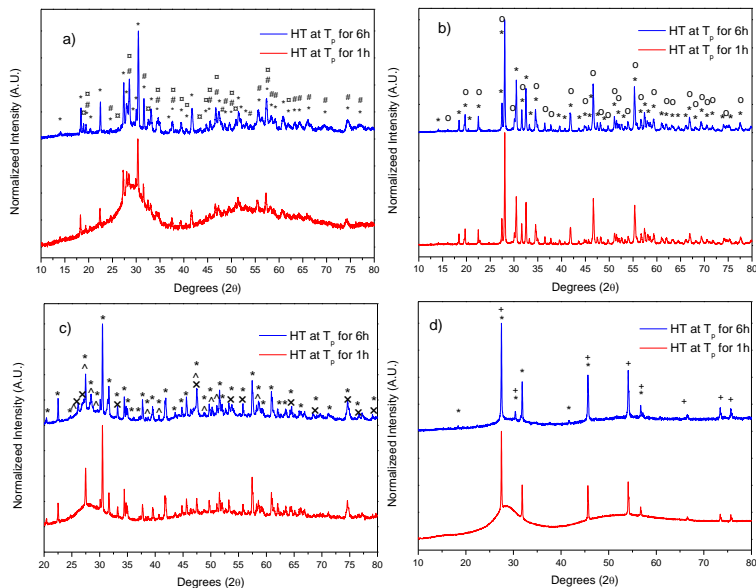 a)
HT at Tp for 6h
HT at Tp for 1h
Normalizeed Intensity (A.U.)
10 15 20 25 30 35 40 45 50 55 60 65 70 75 80
Degrees (2θ)
b)
HT at Tp for 6h
HT at Tp for 1h
Normalizeed Intensity (A.U.)
10 15 20 25 30 35 40 45 50 55 60 65 70 75 80
Degrees (2θ)
c)
HT at Tp for 6h
HT at Tp for 1h
Normalizeed Intensity (A.U.)
20 25 30 35 40 45 50 55 60 65 70 75 80
Degrees (2θ)
d)
HT at Tp for 6h
HT at Tp for 1h
Normalizeed Intensity (A.U.)
10 20 30 40 50 60 70 80
Degrees (2θ)